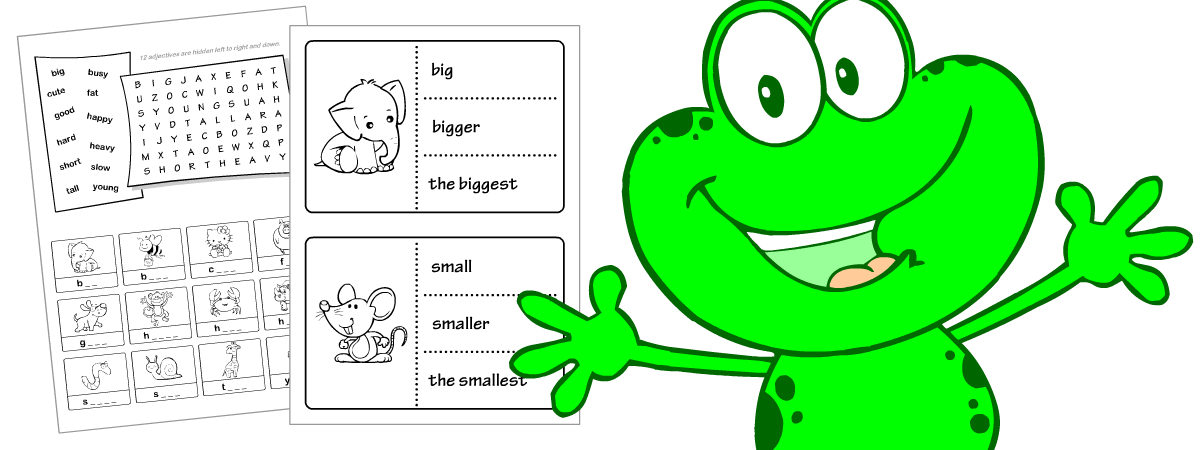 12 adjectives are hidden left to right and down.
big busy
cute fat
good happy
hard heavy
short slow
tall young
B I G J A X E F A T
U Z O C W I Q O H K
S Y O U N G S U A H
Y V D T A L L A R A
I J Y E C B O Z D P
M X T A O E W X Q P
S H O R T H E A V Y
b _ _ b _ _ _ c _ _ _ f
g _ _ _ h _ _ _ _ h _ _ _ h
s _ _ _ _ s _ _ _ t _ _ _ y
big
bigger
the biggest
small
smaller
the smallest